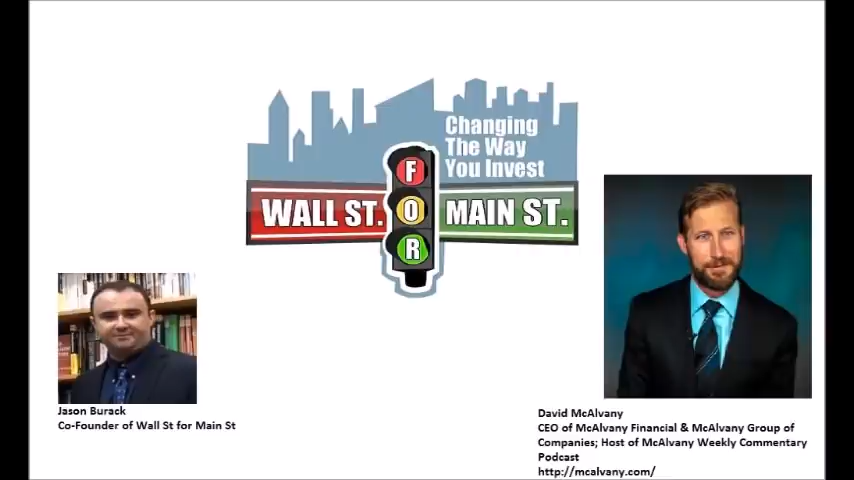 Changing
The Way
You Invest
WALL ST. FOR MAIN ST.
Jason Burack
Co-Founder of Wall St for Main St
David McAlvany
CEO of McAlvany Financial & McAlvany Group of
Companies; Host of McAlvany Weekly Commentary
Podcast
http://mcalvany.com/